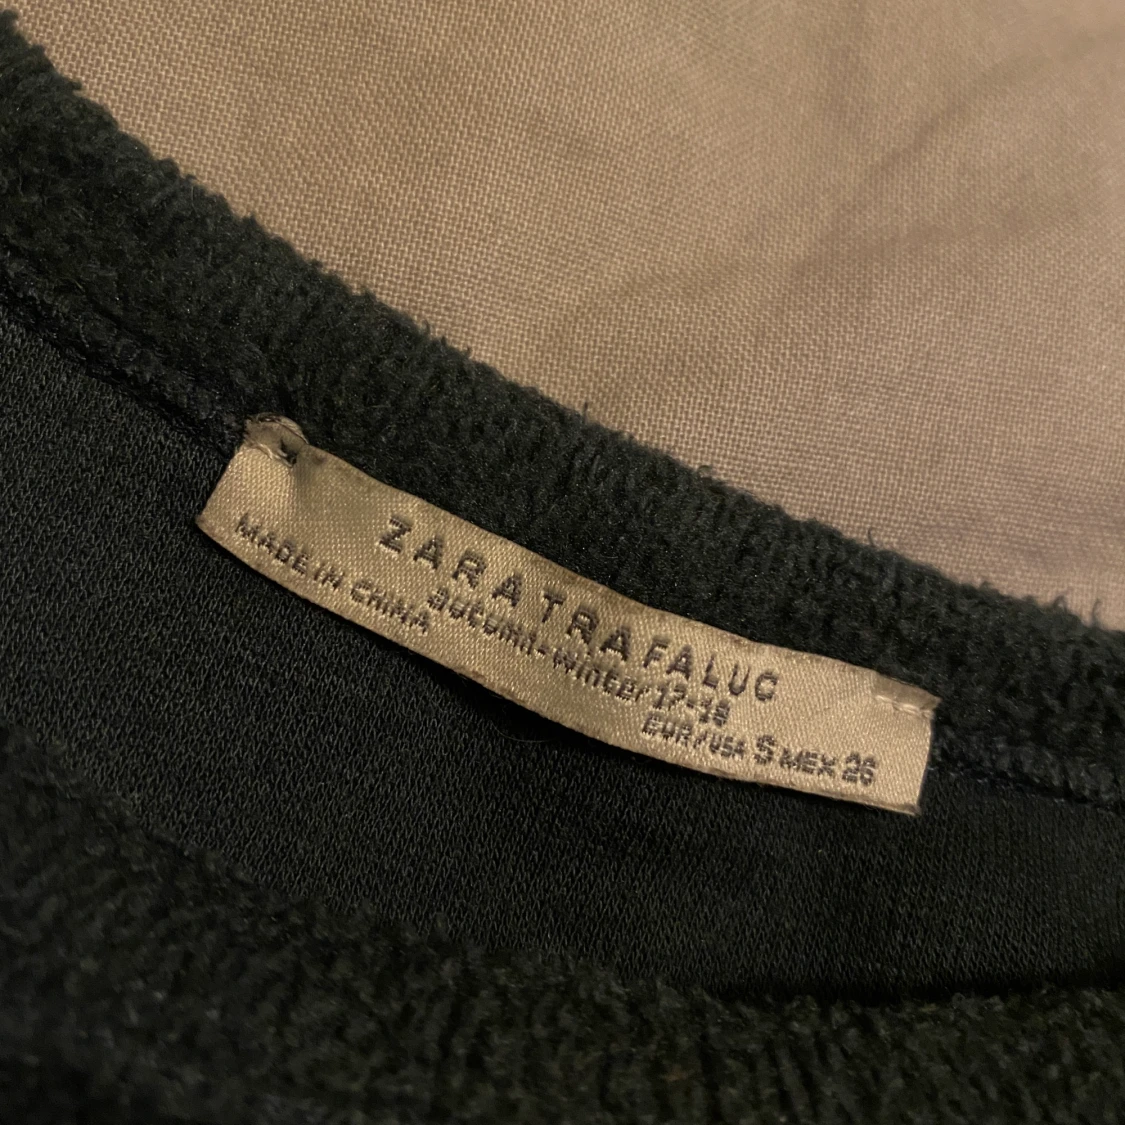 ZARA TRAFALUC
autumn-winter 17-18
MADE IN CHINA
EUR/USA S MEX 26